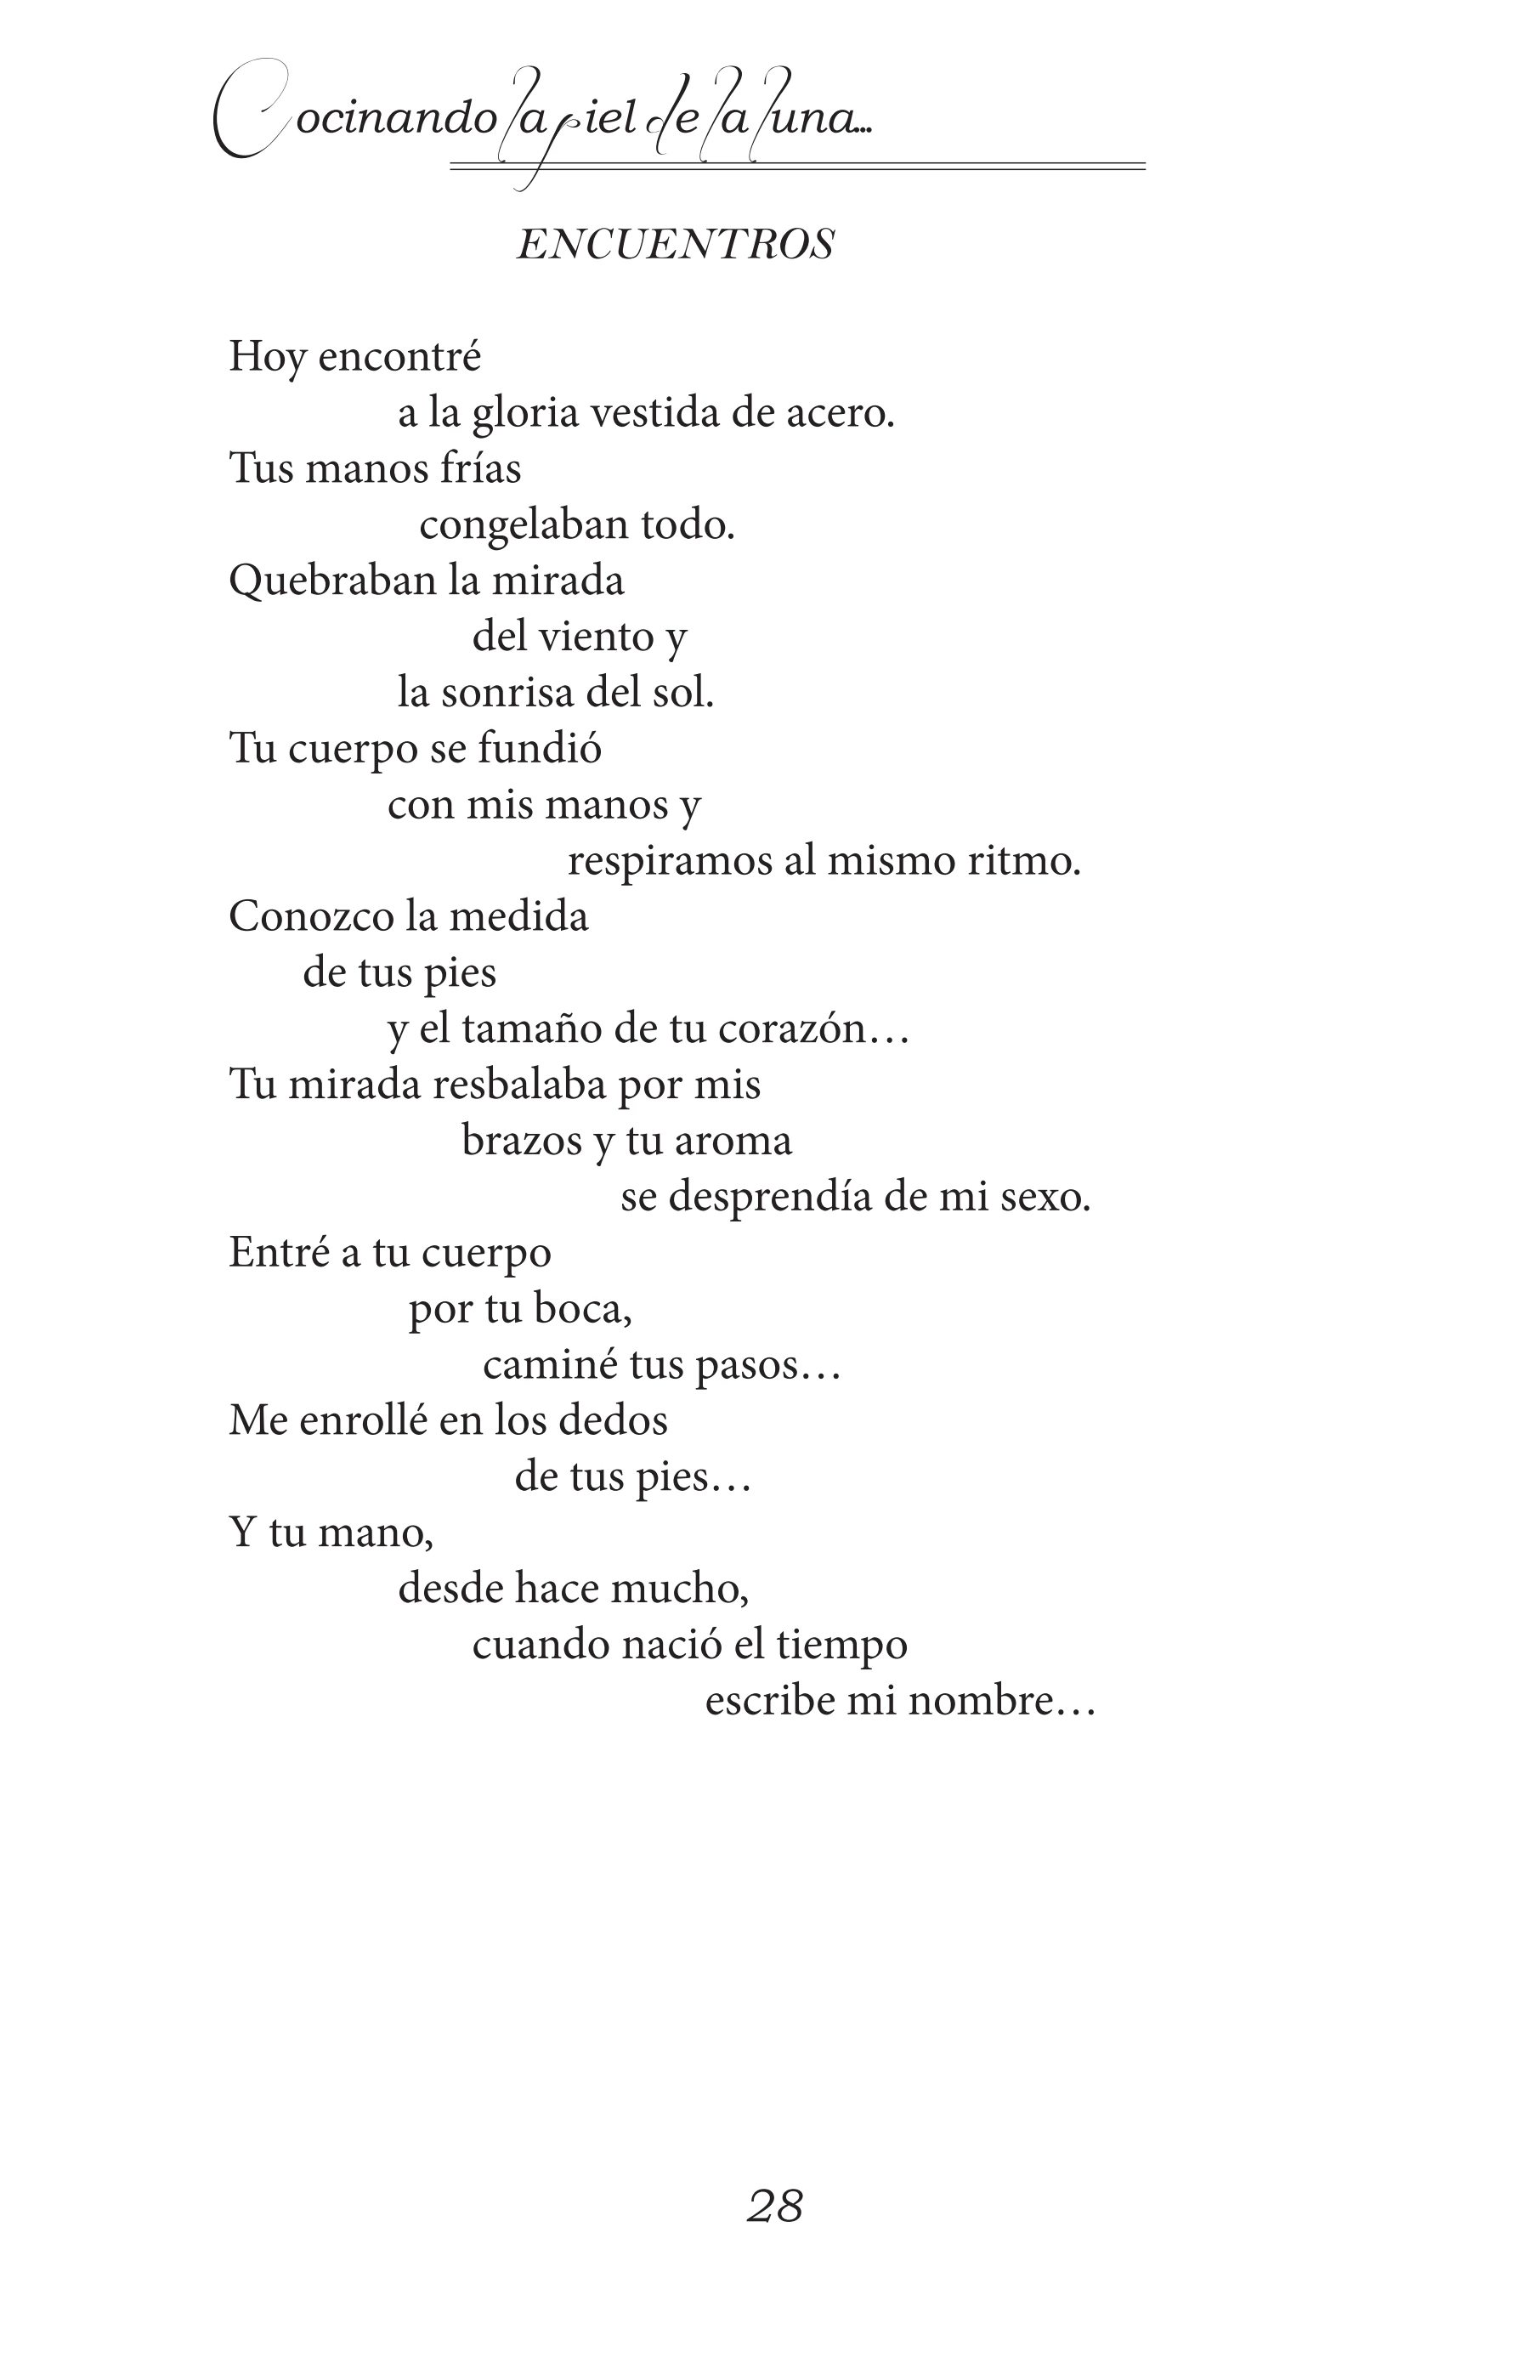 Cocinando la piel de la luna...
ENCUENTROS
Hoy encontré
a la gloria vestida de acero.
Tus manos frías
congelaban todo.
Quebraban la mirada
del viento y
la sonrisa del sol.
Tu cuerpo se fundió
con mis manos y
respiramos al mismo ritmo.
Conozco la medida
de tus pies
y el tamaño de tu corazón…
Tu mirada resbalaba por mis
brazos y tu aroma
se desprendía de mi sexo.
Entré a tu cuerpo
por tu boca,
caminé tus pasos…
Me enrollé en los dedos
de tus pies…
Y tu mano,
desde hace mucho,
cuando nació el tiempo
escribe mi nombre…
28